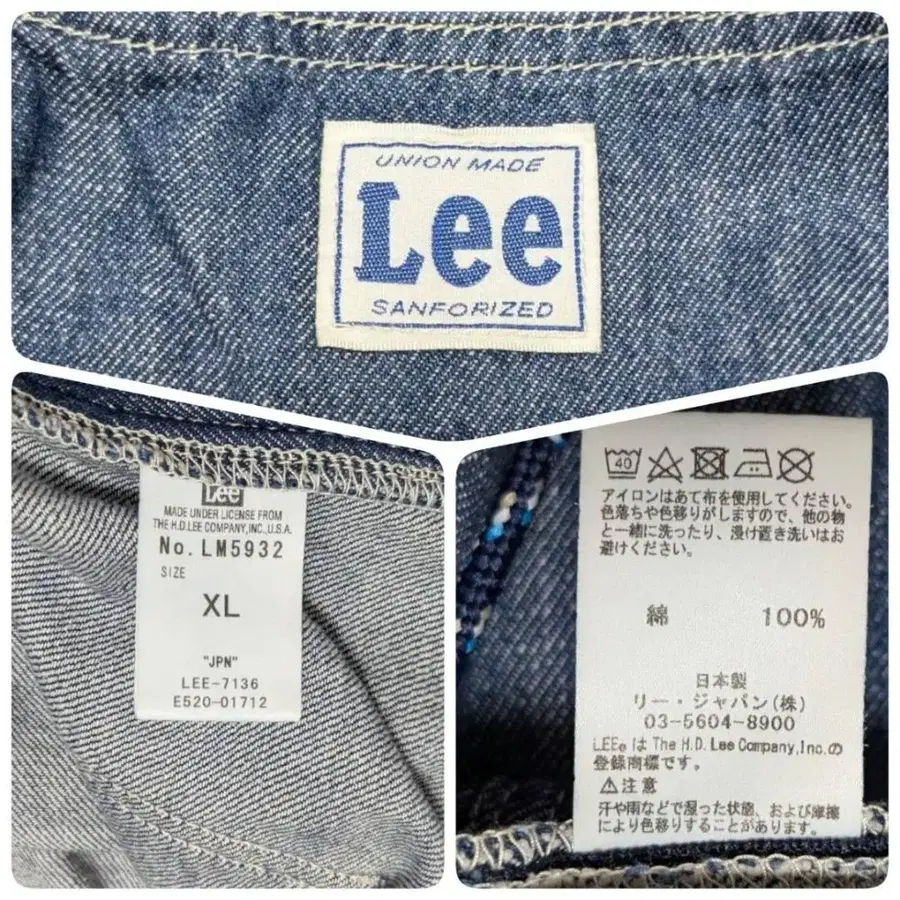 UNION MADE
Lee
SANFORIZED
Lee
MADE UNDER LICENSE FROM
THE H.D.LEE COMPANY,INC.,U.S.A.
No. LM5932
SIZE
XL
"JPN"
LEE-7136
E520-01712
40
アイロンはあて布を使用してください。
色落ちや色移りがしますので、他の物
と一緒に洗ったり、浸け置き洗いはお
避けください。
綿 100%
日本製
リー・ジャパン(株)
03-5604-8900
LEE®は The H.D. Lee Company,Inc.の
登録商標です。
⚠注意
汗や雨などで湿った状態、および摩擦
により色移りすることがあります。